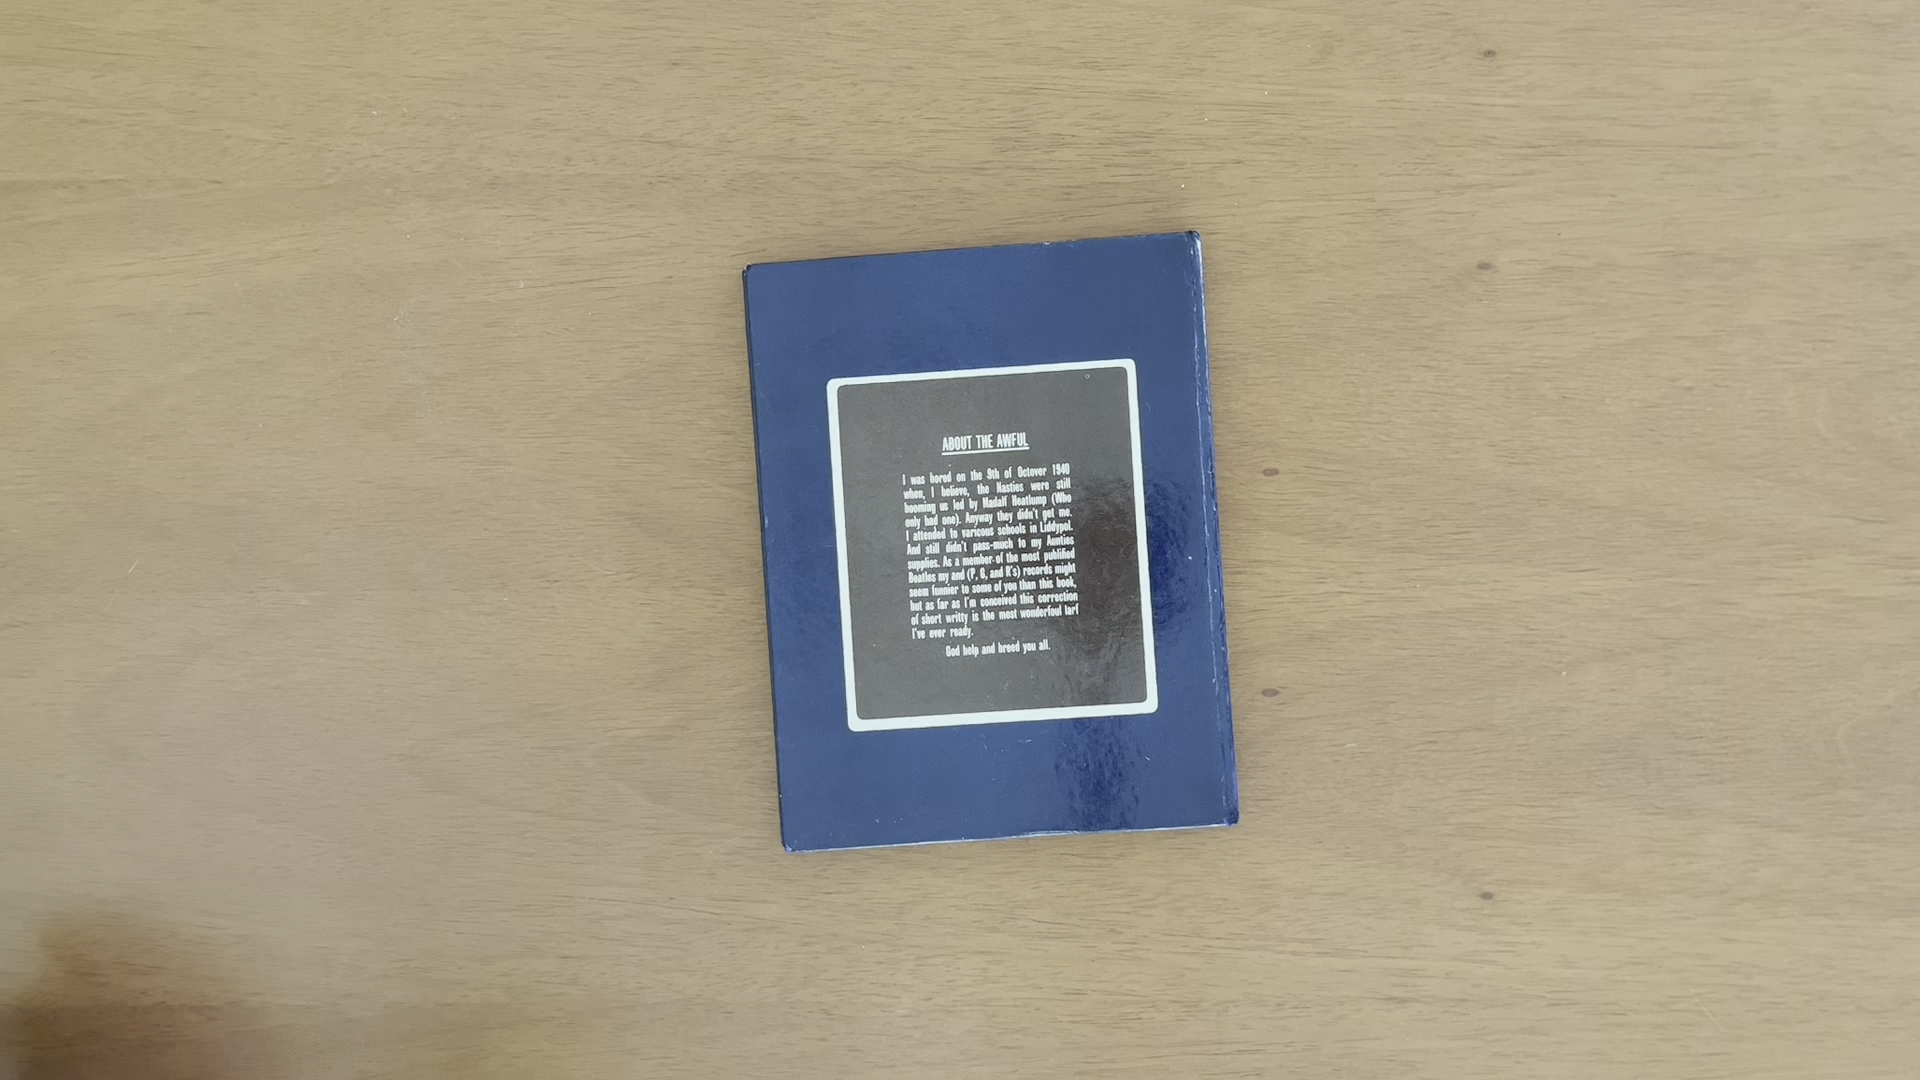 ABOUT THE AWFUL
I was bored on the 9th of Octover 1940
when, I believe, the Nasties were still
booming us led by Madalf Heatlump (Who
only had one). Anyway they didn't get me.
I attended to varicous schools in Liddypol.
And still didn't pass-much to my Aunties
supplies. As a member of the most publified
Beatles my and (P, G, and R's) records might
seem funnier to some of you than this book,
but as far as I'm conceived this correction
of short writty is the most wonderfoul larf
I've ever ready.
God help and breed you all.